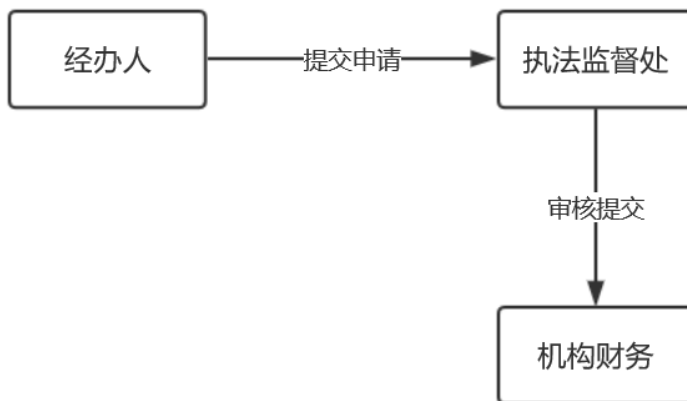 经办人
提交申请
执法监督处
审核提交
机构财务